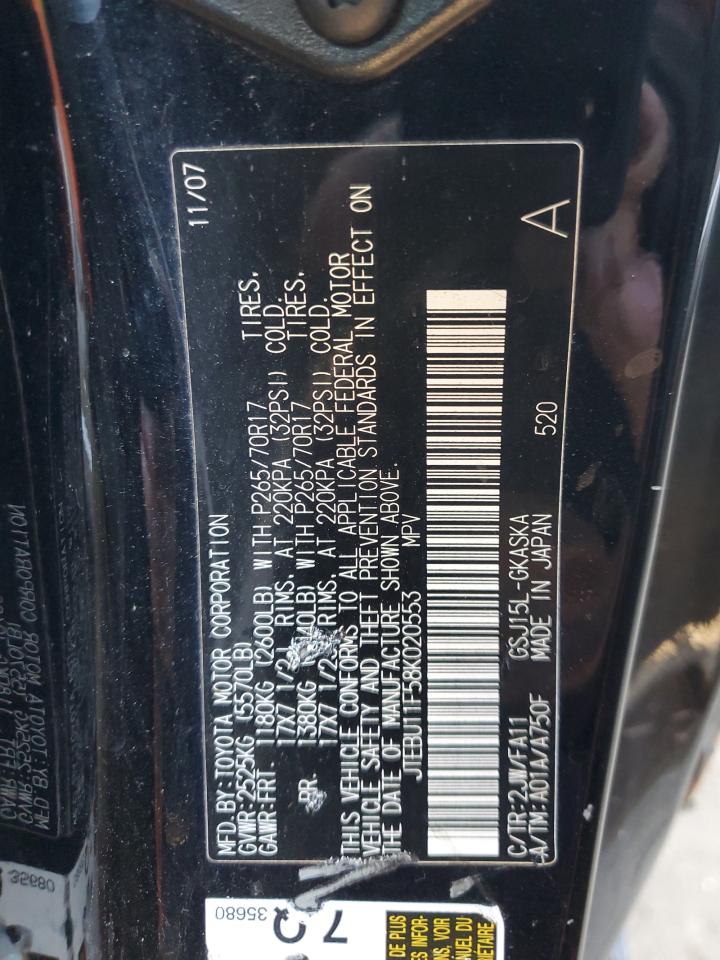 11/07
MFD. BY: TOYOTA MOTOR CORPORATION
GVWR: 2525KG (5570LB)
GAWR: FRT. 1180KG (2600LB) WITH P265/70R17 TIRES,
17X7 1/2J RIMS, AT 220KPA (32PSI) COLD.
RR. 1380KG WITH P265/70R17 TIRES,
17X7 1/2J RIMS, AT 220KPA (32PSI) COLD.
THIS VEHICLE CONFORMS TO ALL APPLICABLE FEDERAL MOTOR
VEHICLE SAFETY AND THEFT PREVENTION STANDARDS IN EFFECT ON
THE DATE OF MANUFACTURE SHOWN ABOVE.
JTEBU11F58K020553 MPV
520
A
C/TR: 2JW/FA11 GSJ15L-GKASKA
A/TM: A01A/A750F MADE IN JAPAN
35680
DE PLUS